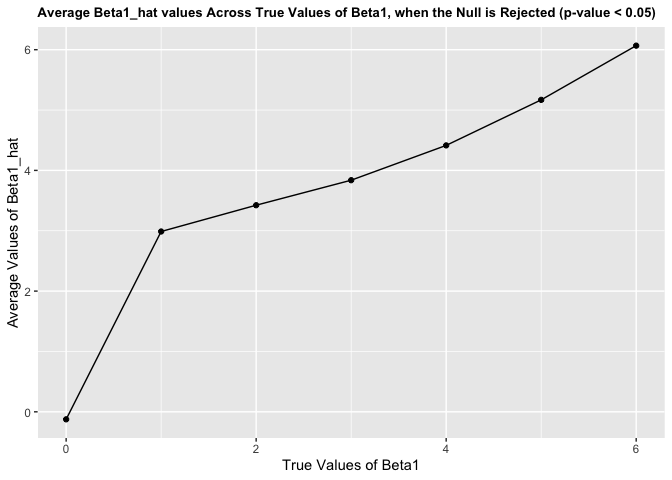 Average Beta1_hat values Across True Values of Beta1, when the Null is Rejected (p-value < 0.05)
6
4
2
0
Average Values of Beta1_hat
0
2
4
6
True Values of Beta1